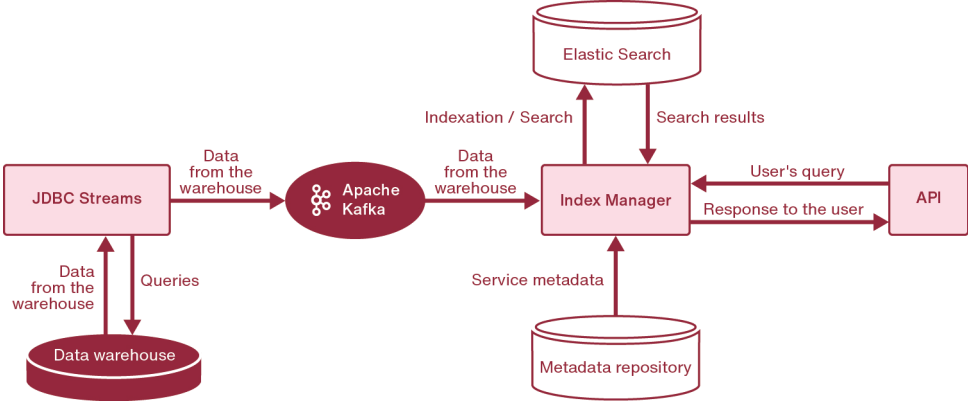 Elastic Search
Indexation / Search
Search results
Data
from the
warehouse
Data
from the
warehouse
User's query
JDBC Streams
Apache
Kafka
Index Manager
API
Response to the user
Data
from the
warehouse
Queries
Service metadata
Data warehouse
Metadata repository